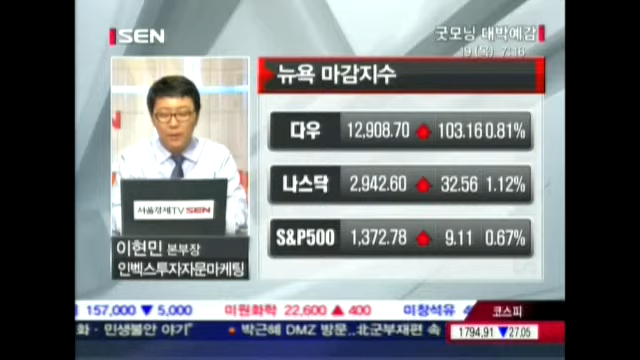 SEN
굿모닝 대박예감
19(목) 7:16
뉴욕 마감지수
다우 12,908.70 103.16 0.81%
나스닥 2,942.60 32.56 1.12%
S&P500 1,372.78 9.11 0.67%
서울경제TV SEN
이현민 본부장
인벡스투자자문마케팅
157,000 ▼ 5,000 미원화학 22,600 ▲ 400 미창석유
코스피
화 · 민생불안 야기" • 박근혜 DMZ 방문..北군부재편 속
1794.91 ▼27.05